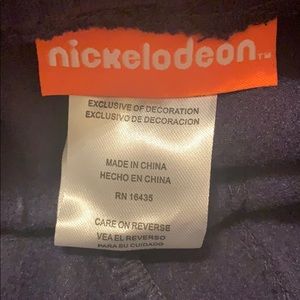 nickelodeon™
EXCLUSIVE OF DECORATION
EXCLUSIVO DE DECORACION
MADE IN CHINA
HECHO EN CHINA
RN 16435
CARE ON REVERSE
VEA EL REVERSO
PARA SU CUIDADO